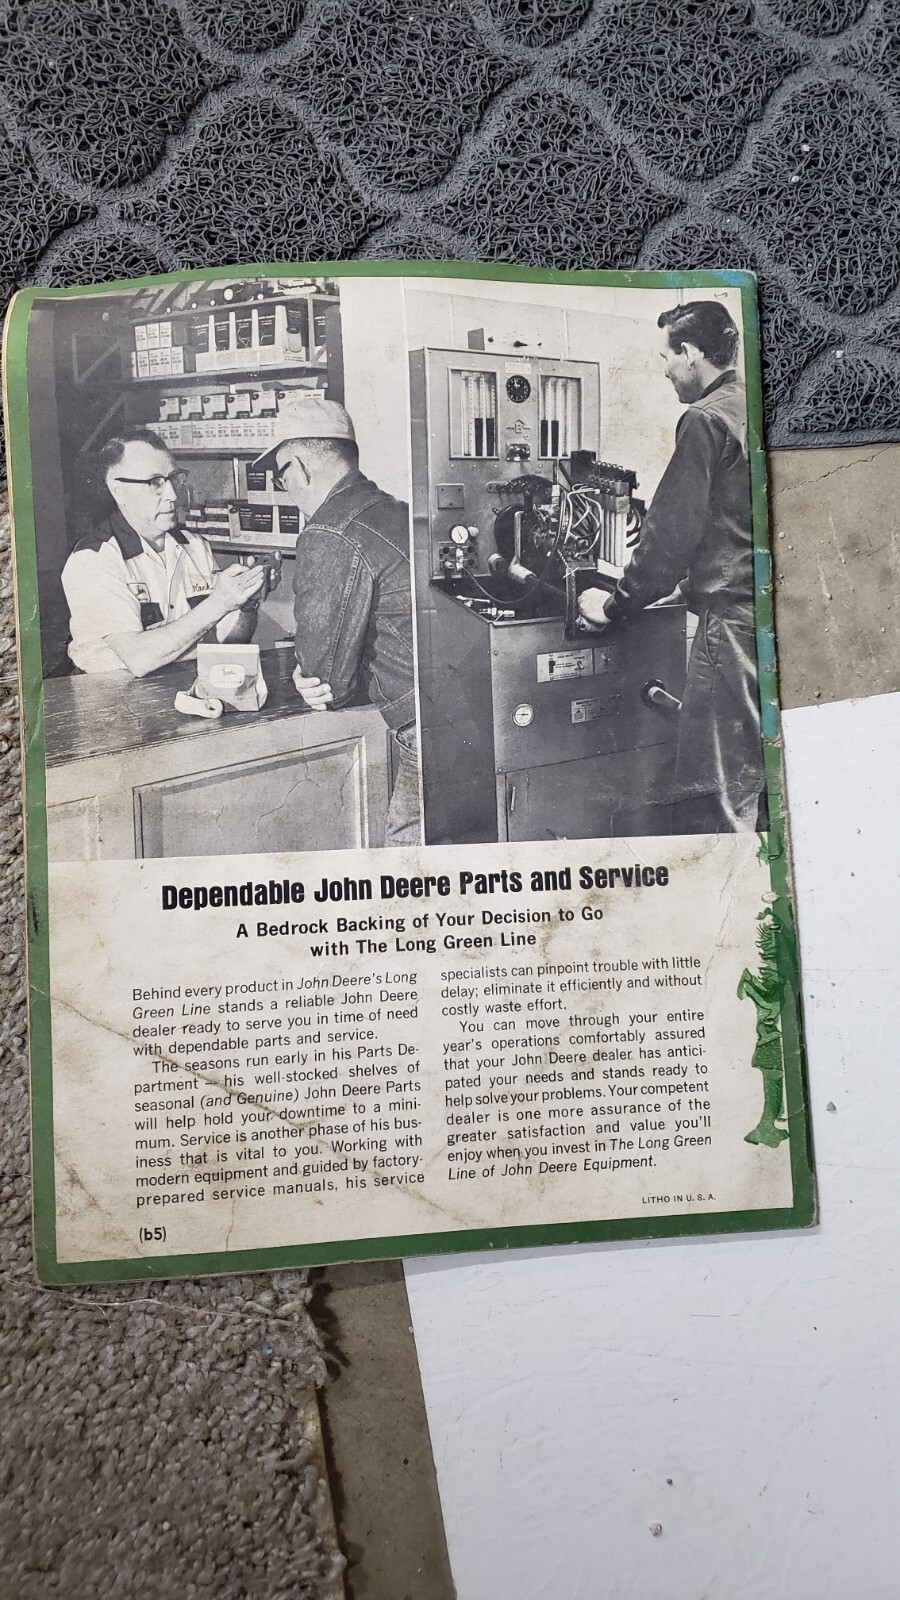 Dependable John Deere Parts and Service
A Bedrock Backing of Your Decision to Go
with The Long Green Line
Behind every product in John Deere's Long
Green Line stands a reliable John Deere
dealer ready to serve you in time of need
with dependable parts and service.
The seasons run early in his Parts De-
partment — his well-stocked shelves of
seasonal (and Genuine) John Deere Parts
will help hold your downtime to a mini-
mum. Service is another phase of his bus-
iness that is vital to you. Working with
modern equipment and guided by factory-
prepared service manuals, his service
specialists can pinpoint trouble with little
delay; eliminate it efficiently and without
costly waste effort.
You can move through your entire
year's operations comfortably assured
that your John Deere dealer has antici-
pated your needs and stands ready to
help solve your problems. Your competent
dealer is one more assurance of the
greater satisfaction and value you'll
enjoy when you invest in The Long Green
Line of John Deere Equipment.
LITHO IN U. S. A.
(b5)